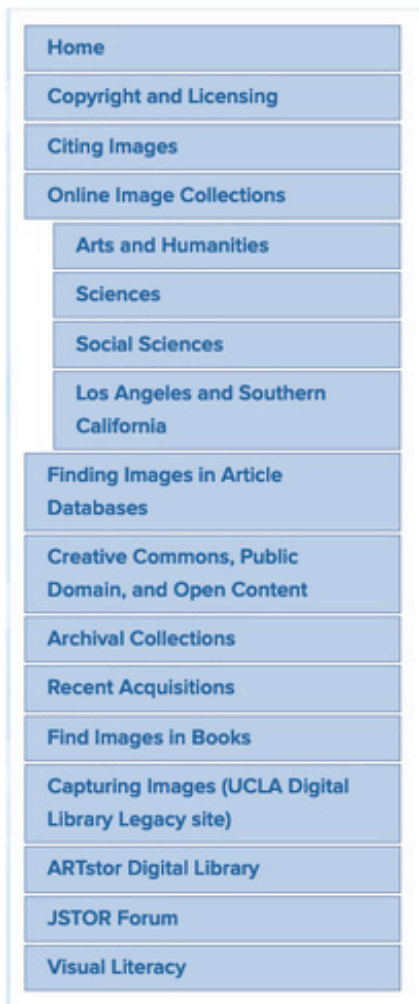 Home
Copyright and Licensing
Citing Images
Online Image Collections
Arts and Humanities
Sciences
Social Sciences
Los Angeles and Southern
California
Finding Images in Article
Databases
Creative Commons, Public
Domain, and Open Content
Archival Collections
Recent Acquisitions
Find Images in Books
Capturing Images (UCLA Digital
Library Legacy site)
ARTstor Digital Library
JSTOR Forum
Visual Literacy